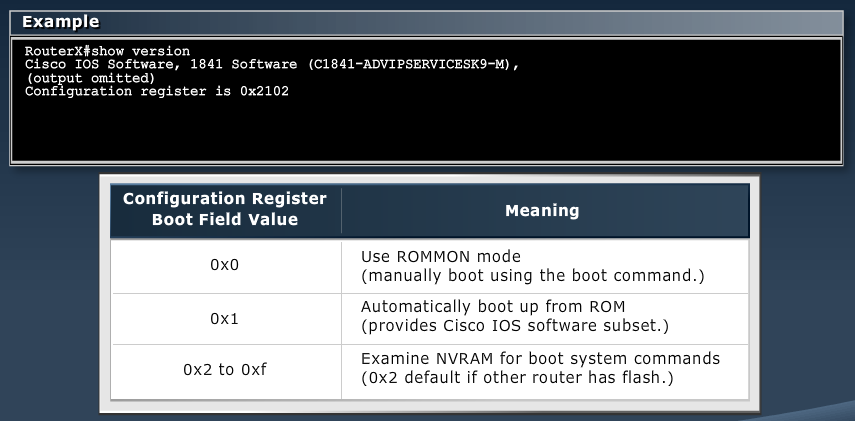 Example
RouterX#show version
Cisco IOS Software, 1841 Software (C1841-ADVIPSERVICESK9-M),
(output omitted)
Configuration register is 0x2102
Configuration Register
Boot Field Value
Meaning
0x0
Use ROMMON mode
(manually boot using the boot command.)
0x1
Automatically boot up from ROM
(provides Cisco IOS software subset.)
0x2 to 0xf
Examine NVRAM for boot system commands
(0x2 default if other router has flash.)